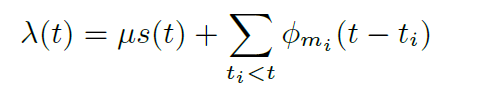 λ(t) = μs(t) + ∑ ϕ_{m_i}(t − t_i)
t_i<t